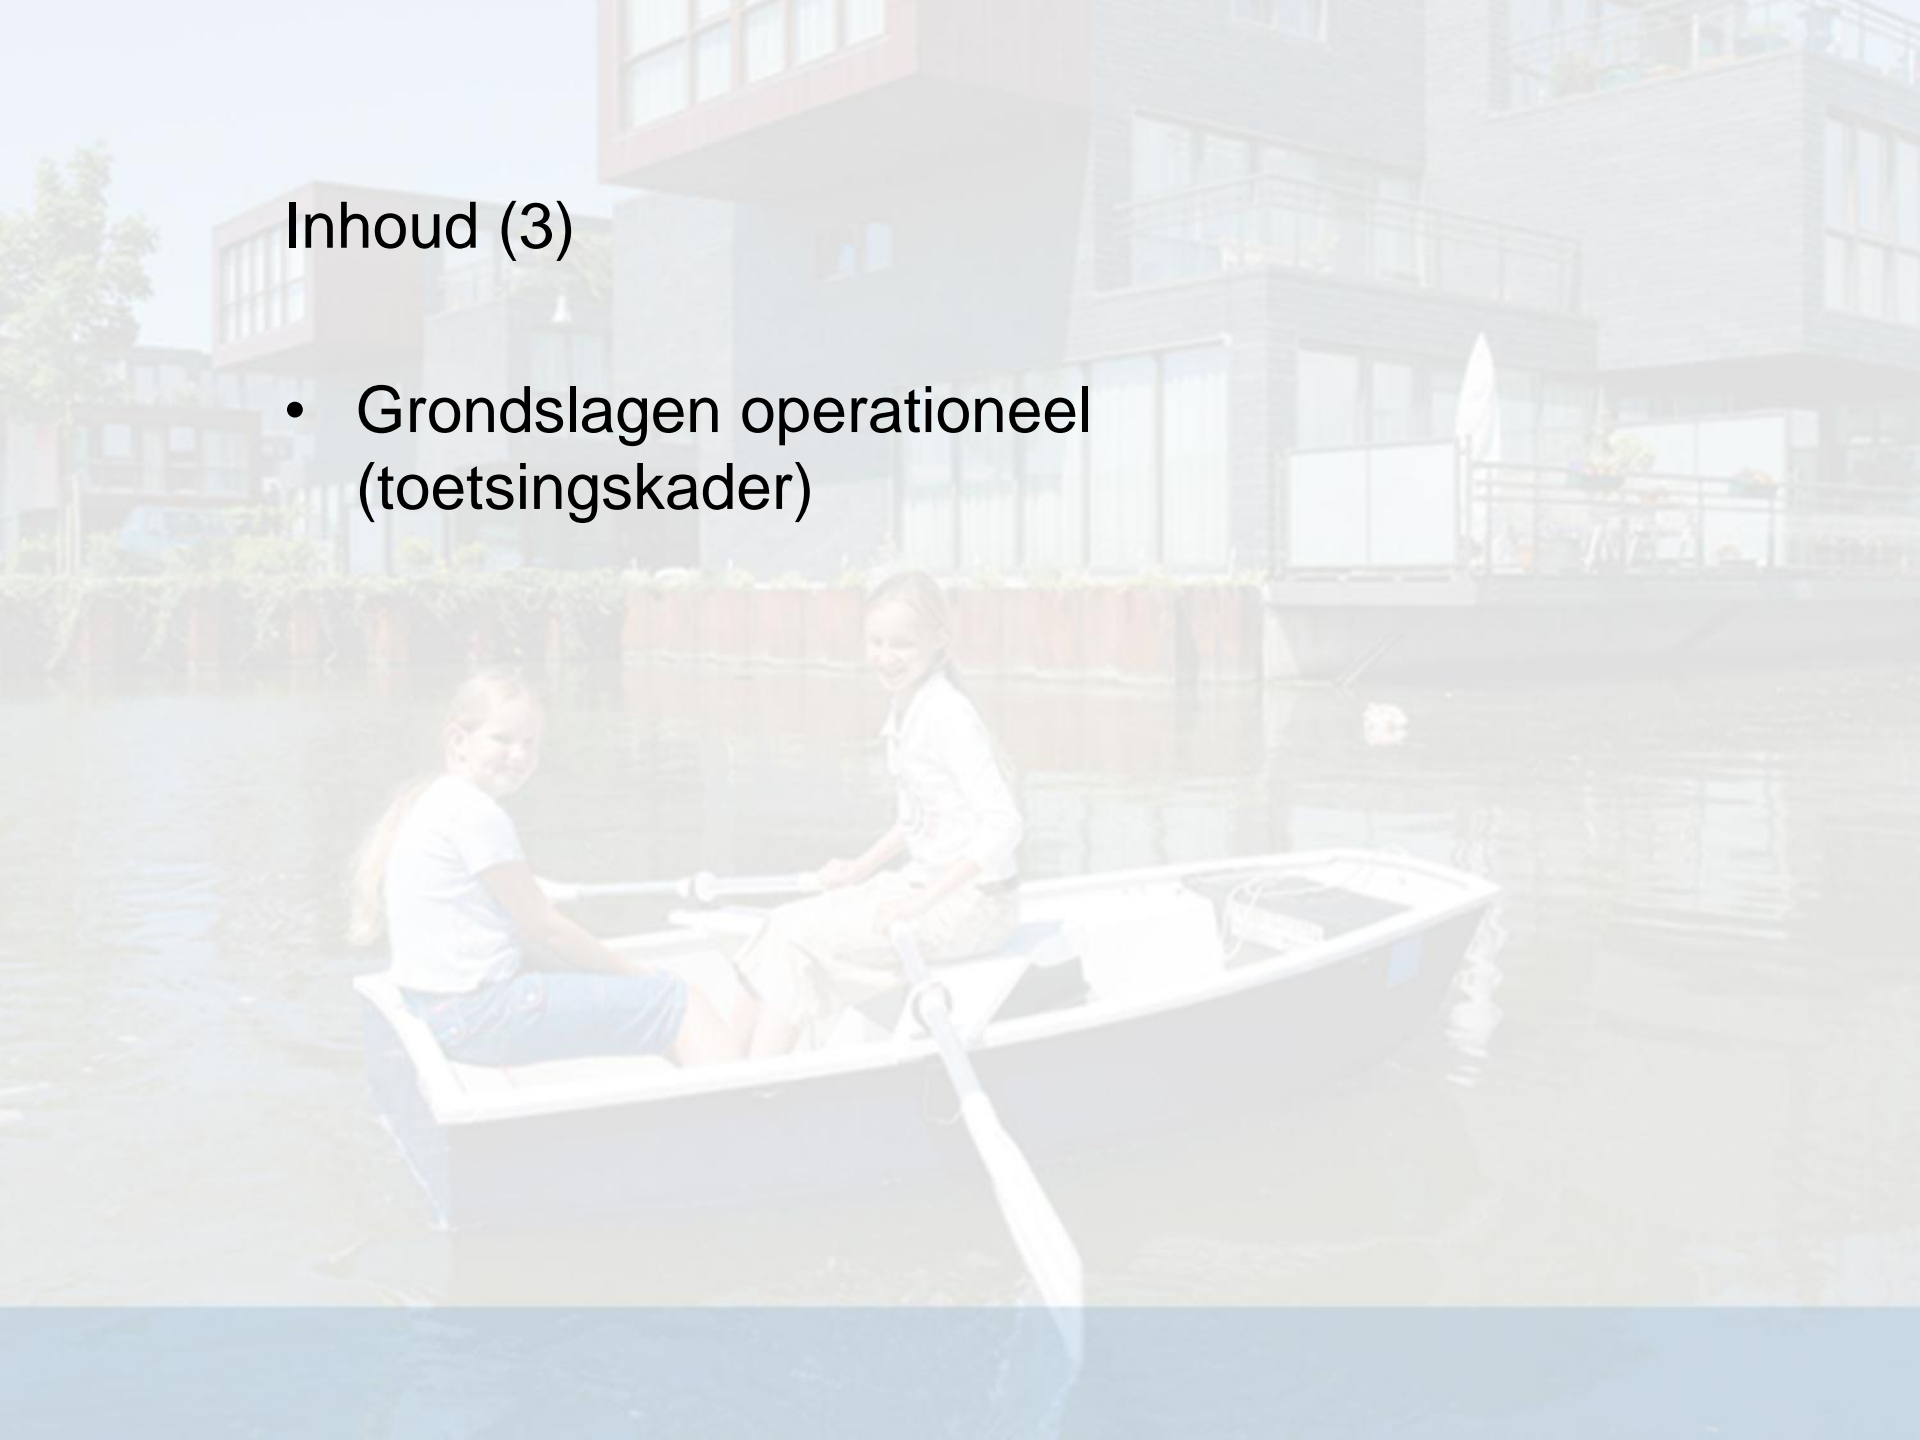 Inhoud (3)
• Grondslagen operationeel
(toetsingskader)